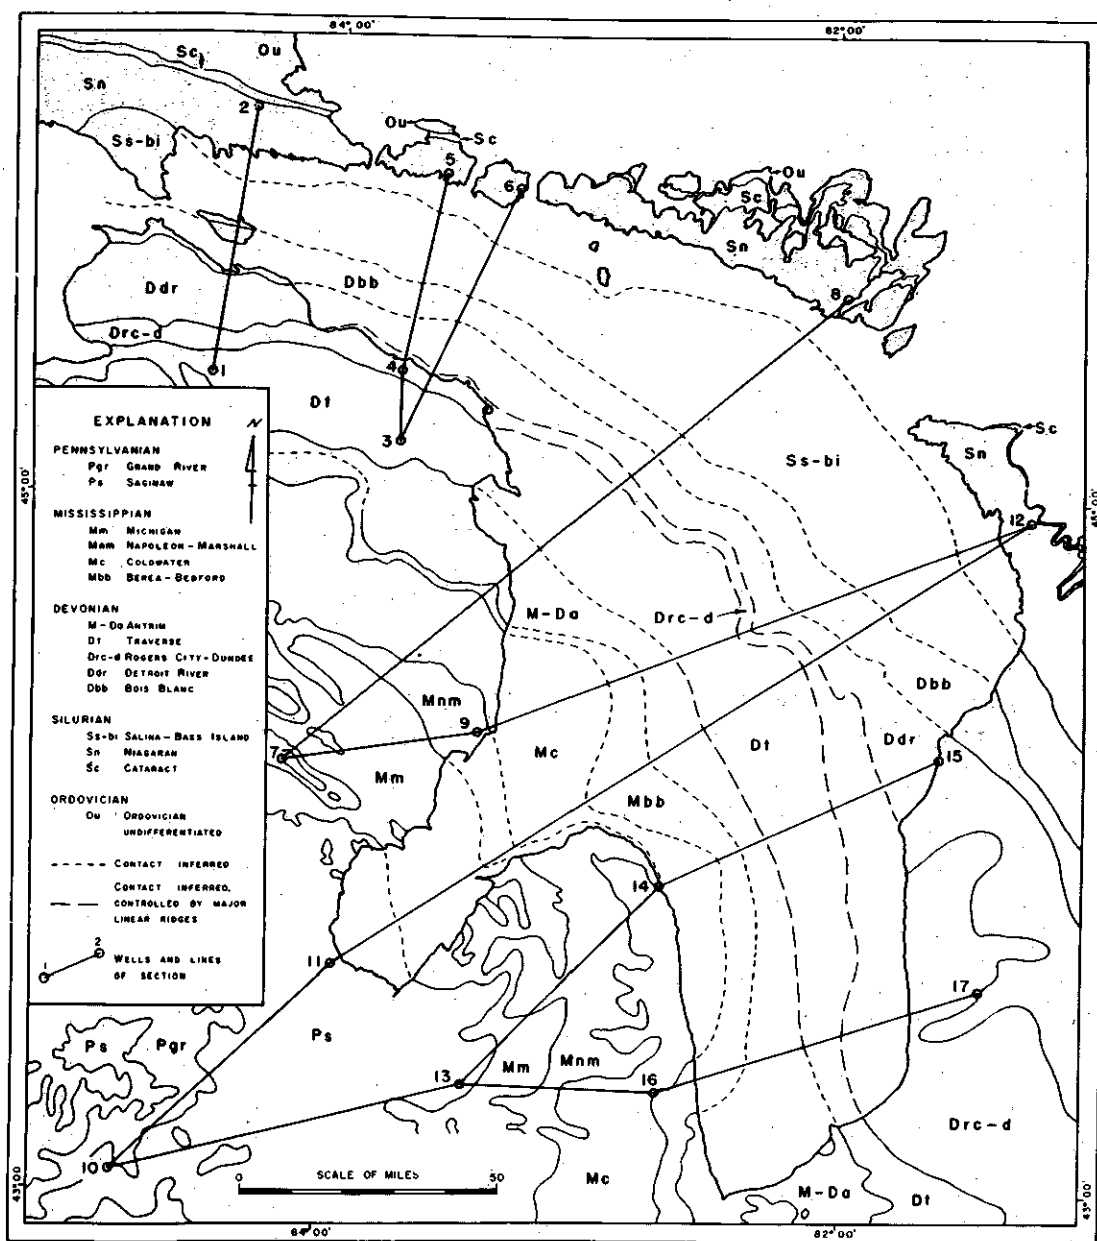 84° 00'
82° 00'
Sc
Ou
Sn
2
Ss-bi
Ou
Sc
5
6
Ou
Sc
Sn
8
Ddr
Dbb
Drc-d
1
4
Dt
3
Sc
Sn
Ss-bi
12
45° 00'
45° 00'
EXPLANATION
N
PENNSYLVANIAN
Pgr GRAND RIVER
Ps SAGINAW
MISSISSIPPIAN
Mm MICHIGAN
Mnm NAPOLEON-MARSHALL
Mc COLDWATER
Mbb BEREA-BEDFORD
DEVONIAN
M-Da ANTRIM
Dt TRAVERSE
Drc-d ROGERS CITY-DUNDEE
Ddr DETROIT RIVER
Dbb BOIS BLANC
SILURIAN
Ss-bi SALINA-BASS ISLAND
Sn NIAGARAN
Sc CATARACT
ORDOVICIAN
Ou ORDOVICIAN
UNDIFFERENTIATED
CONTACT INFERRED
CONTACT INFERRED,
CONTROLLED BY MAJOR
LINEAR RIDGES
1
2
WELLS AND LINES
OF SECTION
M-Da
Drc-d
Dbb
Mnm
9
7
Mm
Mc
Dt
Ddr
15
Mbb
14
11
17
Ps
Ps
Pgr
13
Mm
Mnm
16
10
Drc-d
0
SCALE OF MILES
50
Mc
M-Da
Dt
43° 00'
43° 00'
84° 00'
82° 00'